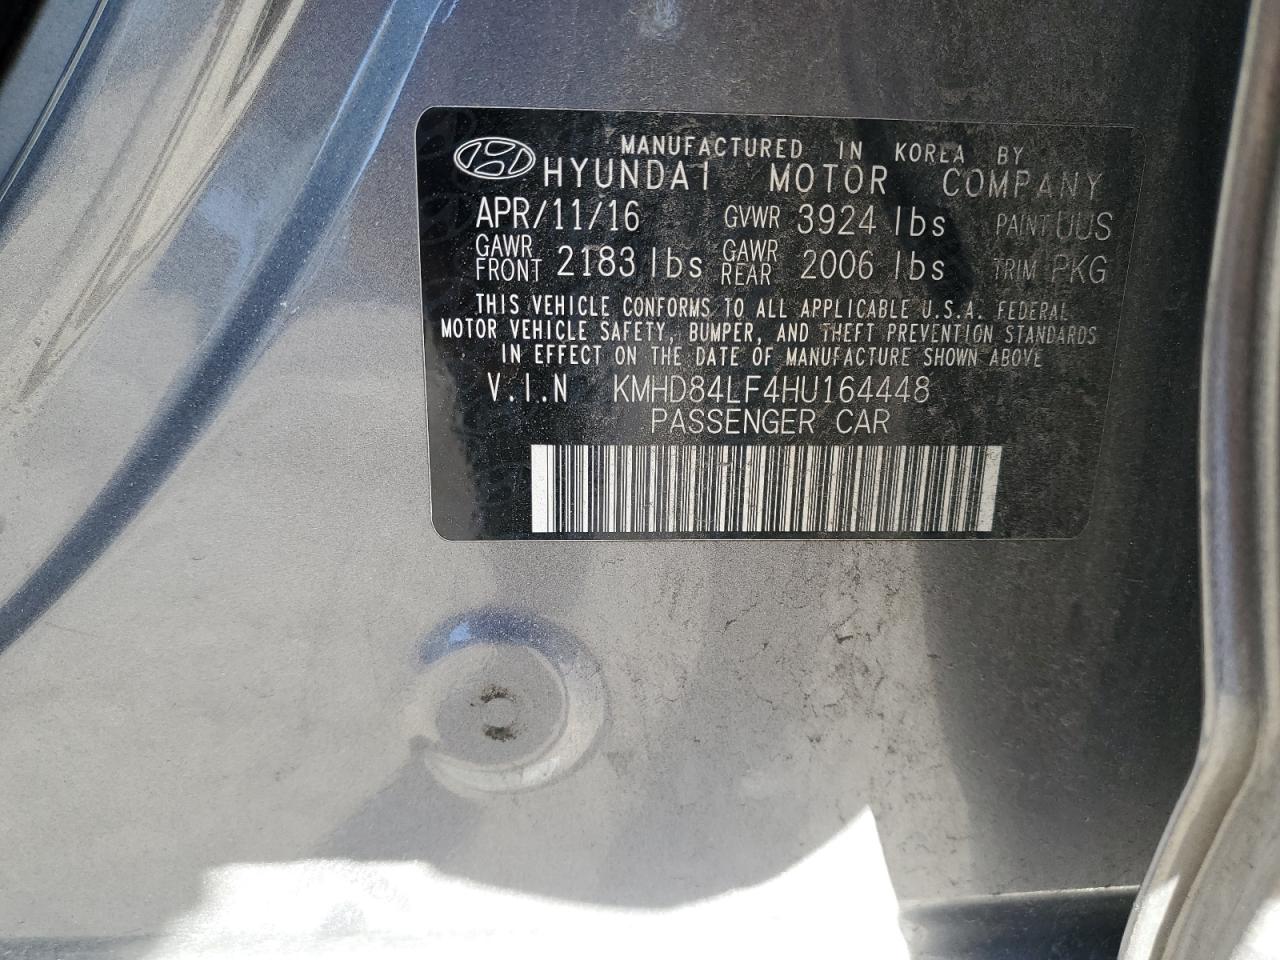 MANUFACTURED IN KOREA BY
HYUNDAI MOTOR COMPANY
APR/11/16 GVWR 3924 lbs PAINT UUS
GAWR FRONT 2183 lbs GAWR REAR 2006 lbs TRIM PKG
THIS VEHICLE CONFORMS TO ALL APPLICABLE U.S.A. FEDERAL
MOTOR VEHICLE SAFETY, BUMPER, AND THEFT PREVENTION STANDARDS
IN EFFECT ON THE DATE OF MANUFACTURE SHOWN ABOVE
V.I.N KMHD84LF4HU164448
PASSENGER CAR